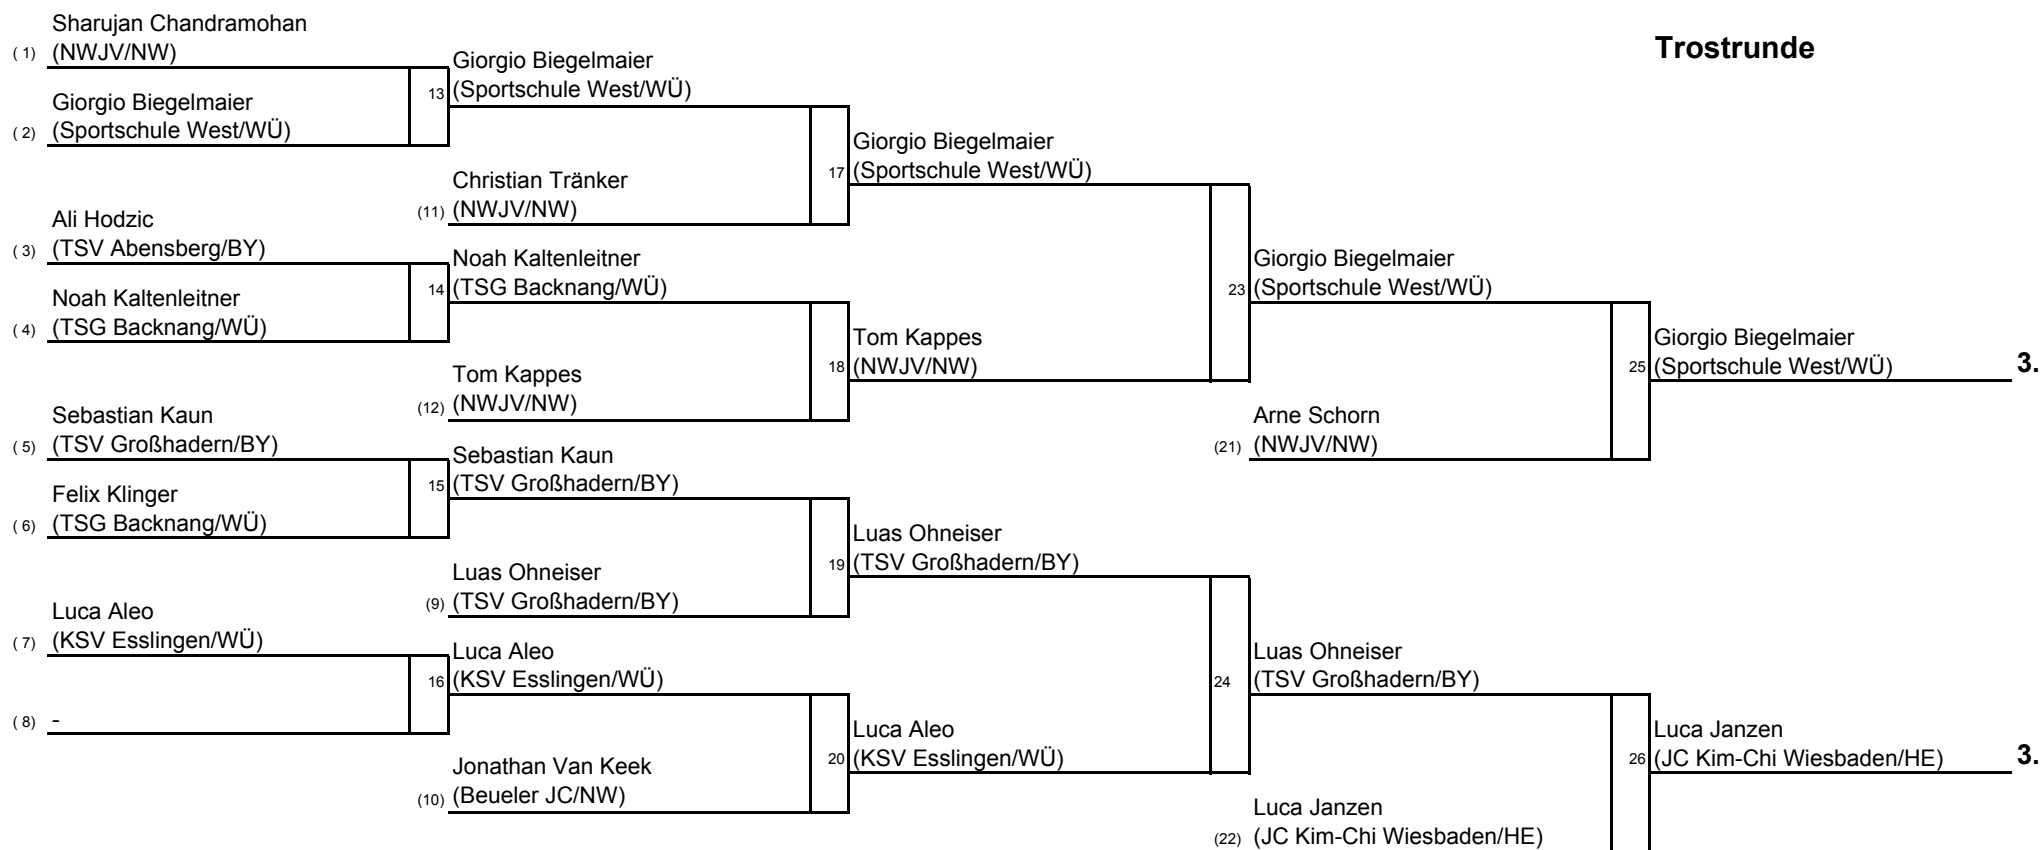 Trostrunde
Sharujan Chandramohan
( 1) (NWJV/NW)
Giorgio Biegelmaier
( 2) (Sportschule West/WÜ)
Ali Hodzic
( 3) (TSV Abensberg/BY)
Noah Kaltenleitner
( 4) (TSG Backnang/WÜ)
Sebastian Kaun
( 5) (TSV Großhadern/BY)
Felix Klinger
( 6) (TSG Backnang/WÜ)
Luca Aleo
( 7) (KSV Esslingen/WÜ)
( 8) -
Giorgio Biegelmaier
13 (Sportschule West/WÜ)
Christian Tränker
(11) (NWJV/NW)
Noah Kaltenleitner
14 (TSG Backnang/WÜ)
Tom Kappes
(12) (NWJV/NW)
Sebastian Kaun
15 (TSV Großhadern/BY)
Luas Ohneiser
(9) (TSV Großhadern/BY)
Luca Aleo
16 (KSV Esslingen/WÜ)
Jonathan Van Keek
(10) (Beueler JC/NW)
Giorgio Biegelmaier
17 (Sportschule West/WÜ)
Tom Kappes
18 (NWJV/NW)
Luas Ohneiser
19 (TSV Großhadern/BY)
Luca Aleo
20 (KSV Esslingen/WÜ)
Giorgio Biegelmaier
23 (Sportschule West/WÜ)
Arne Schorn
(21) (NWJV/NW)
Luas Ohneiser
24 (TSV Großhadern/BY)
Luca Janzen
(22) (JC Kim-Chi Wiesbaden/HE)
Giorgio Biegelmaier
25 (Sportschule West/WÜ) 3.
Luca Janzen
26 (JC Kim-Chi Wiesbaden/HE) 3.